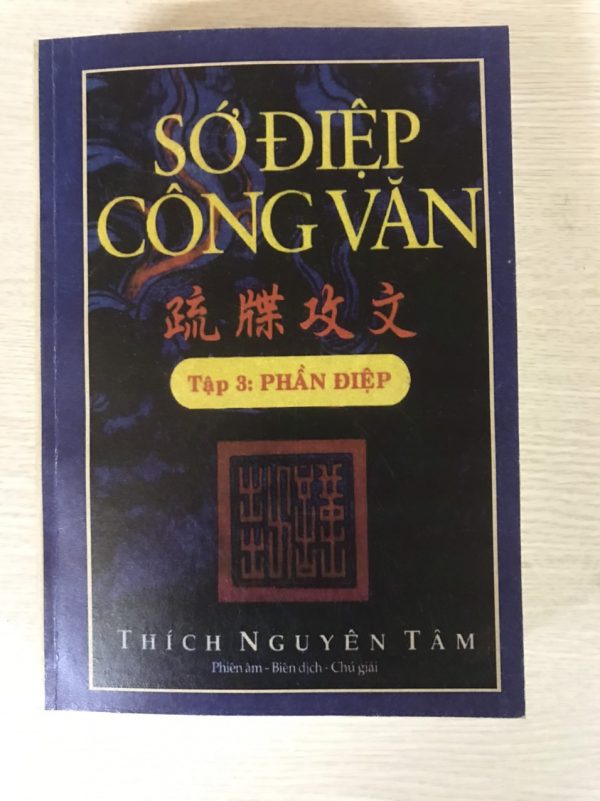 SỚ ĐIỆP
CÔNG VĂN
疏牒攻文
Tập 3: PHẦN ĐIỆP
THÍCH NGUYÊN TÂM
Phiên âm - Biên dịch - Chú giải